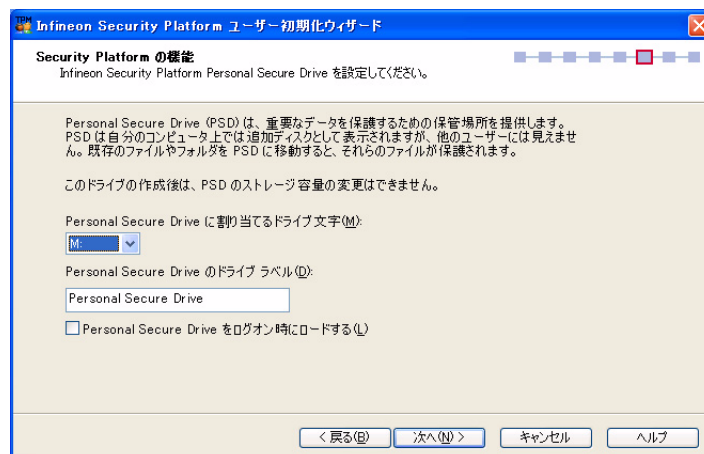 TPM
Infineon Security Platform ユーザー初期化ウィザード
Security Platform の機能
Infineon Security Platform Personal Secure Drive を設定してください。
Personal Secure Drive (PSD) は、重要なデータを保護するための保管場所を提供します。
PSD は自分のコンピュータ上では追加ディスクとして表示されますが、他のユーザーには見えませ
ん。既存のファイルやフォルダを PSD に移動すると、それらのファイルが保護されます。
このドライブの作成後は、PSD のストレージ容量の変更はできません。
Personal Secure Drive に割り当てるドライブ文字(M):
M:
Personal Secure Drive のドライブ ラベル(D):
Personal Secure Drive
Personal Secure Drive をログオン時にロードする(L)
< 戻る(B) 次へ(N) > キャンセル ヘルプ